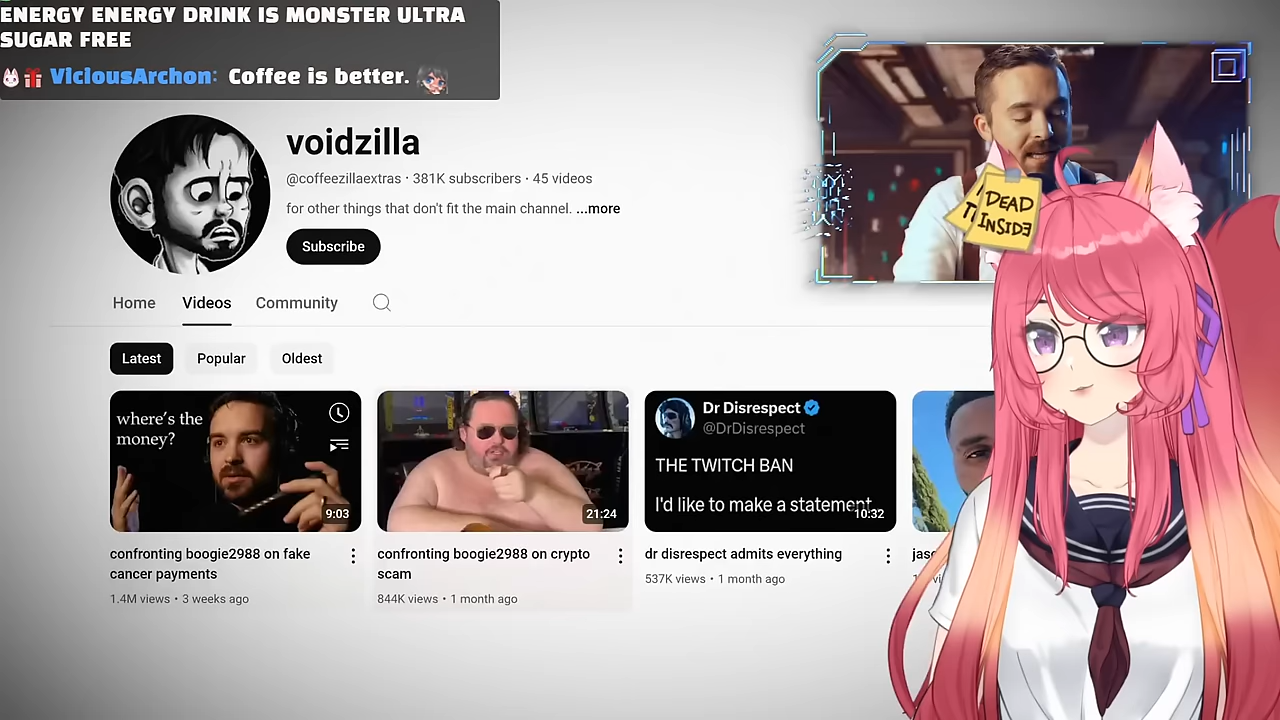 ENERGY ENERGY DRINK IS MONSTER ULTRA
SUGAR FREE
ViciousArchon: Coffee is better.
voidzilla
@coffeezillaextras · 381K subscribers · 45 videos
for other things that don't fit the main channel. ...more
Subscribe
Home Videos Community
Latest Popular Oldest
where's the
money?
9:03
21:24
Dr Disrespect
@DrDisrespect
THE TWITCH BAN
I'd like to make a statement
10:32
confronting boogie2988 on fake
cancer payments
1.4M views • 3 weeks ago
confronting boogie2988 on crypto
scam
844K views • 1 month ago
dr disrespect admits everything
537K views • 1 month ago
DEAD
INSIDE